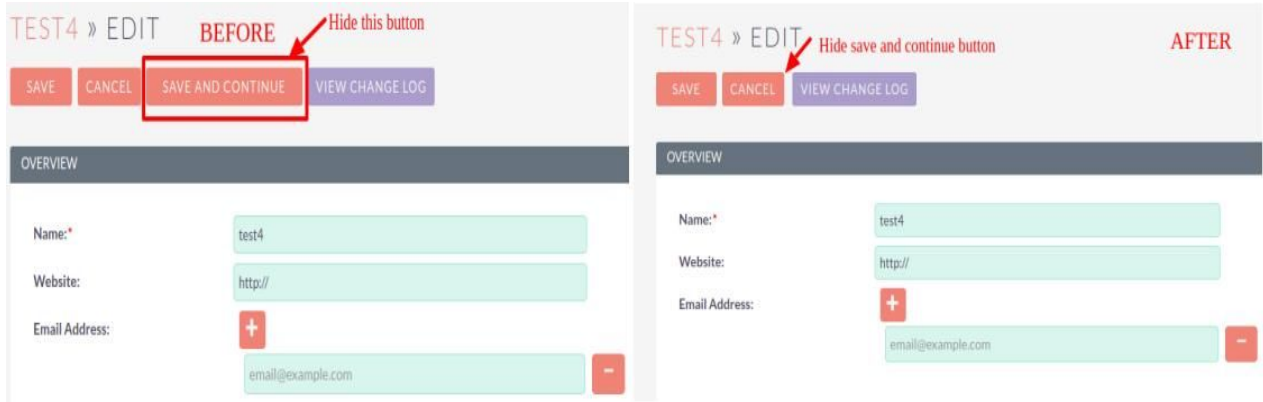 TEST4 » EDIT
BEFORE
Hide this button
SAVE
CANCEL
SAVE AND CONTINUE
VIEW CHANGE LOG
OVERVIEW
Name:*
test4
Website:
http://
Email Address:
+
email@example.com
-
TEST4 » EDIT
Hide save and continue button
AFTER
SAVE
CANCEL
VIEW CHANGE LOG
OVERVIEW
Name:*
test4
Website:
http://
Email Address:
+
email@example.com
-